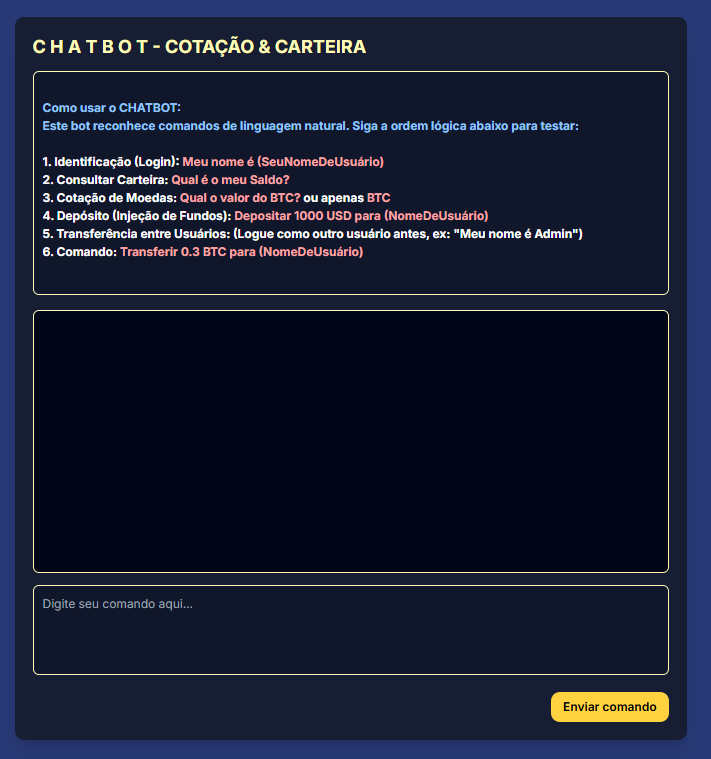 C H A T B O T - COTAÇÃO & CARTEIRA
Como usar o CHATBOT:
Este bot reconhece comandos de linguagem natural. Siga a ordem lógica abaixo para testar:
1. Identificação (Login): Meu nome é (SeuNomeDeUsuário)
2. Consultar Carteira: Qual é o meu Saldo?
3. Cotação de Moedas: Qual o valor do BTC? ou apenas BTC
4. Depósito (Injeção de Fundos): Depositar 1000 USD para (NomeDeUsuário)
5. Transferência entre Usuários: (Logue como outro usuário antes, ex: "Meu nome é Admin")
6. Comando: Transferir 0.3 BTC para (NomeDeUsuário)
Digite seu comando aqui...
Enviar comando